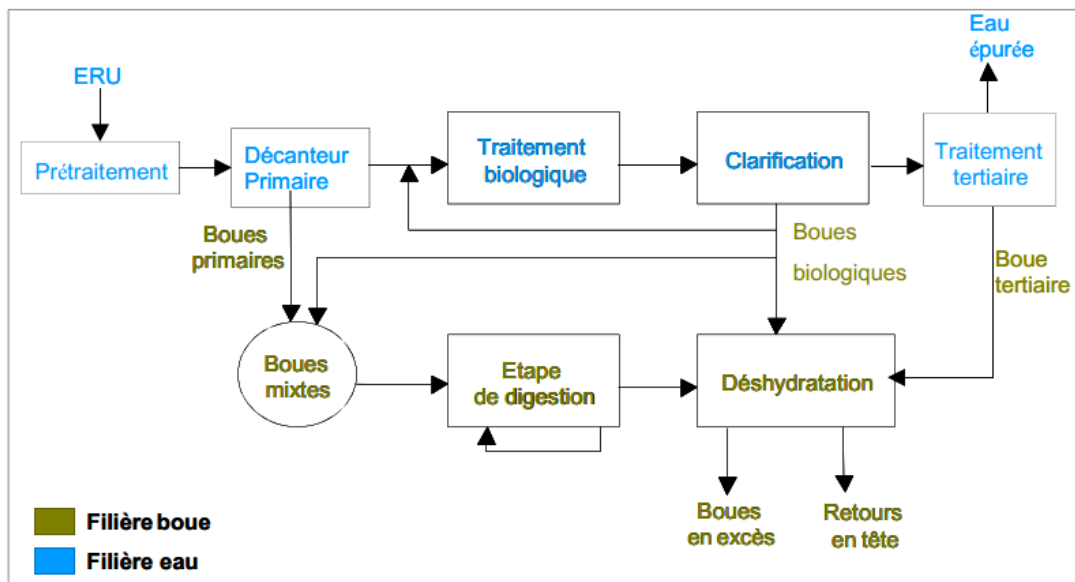 Eau
épurée
ERU
Prétraitement
Décanteur
Primaire
Traitement
biologique
Clarification
Traitement
tertiaire
Boues
primaires
Boues
biologiques
Boue
tertiaire
Boues
mixtes
Etape
de digestion
Déshydratation
Boues
en excès
Retours
en tête
Filière boue
Filière eau